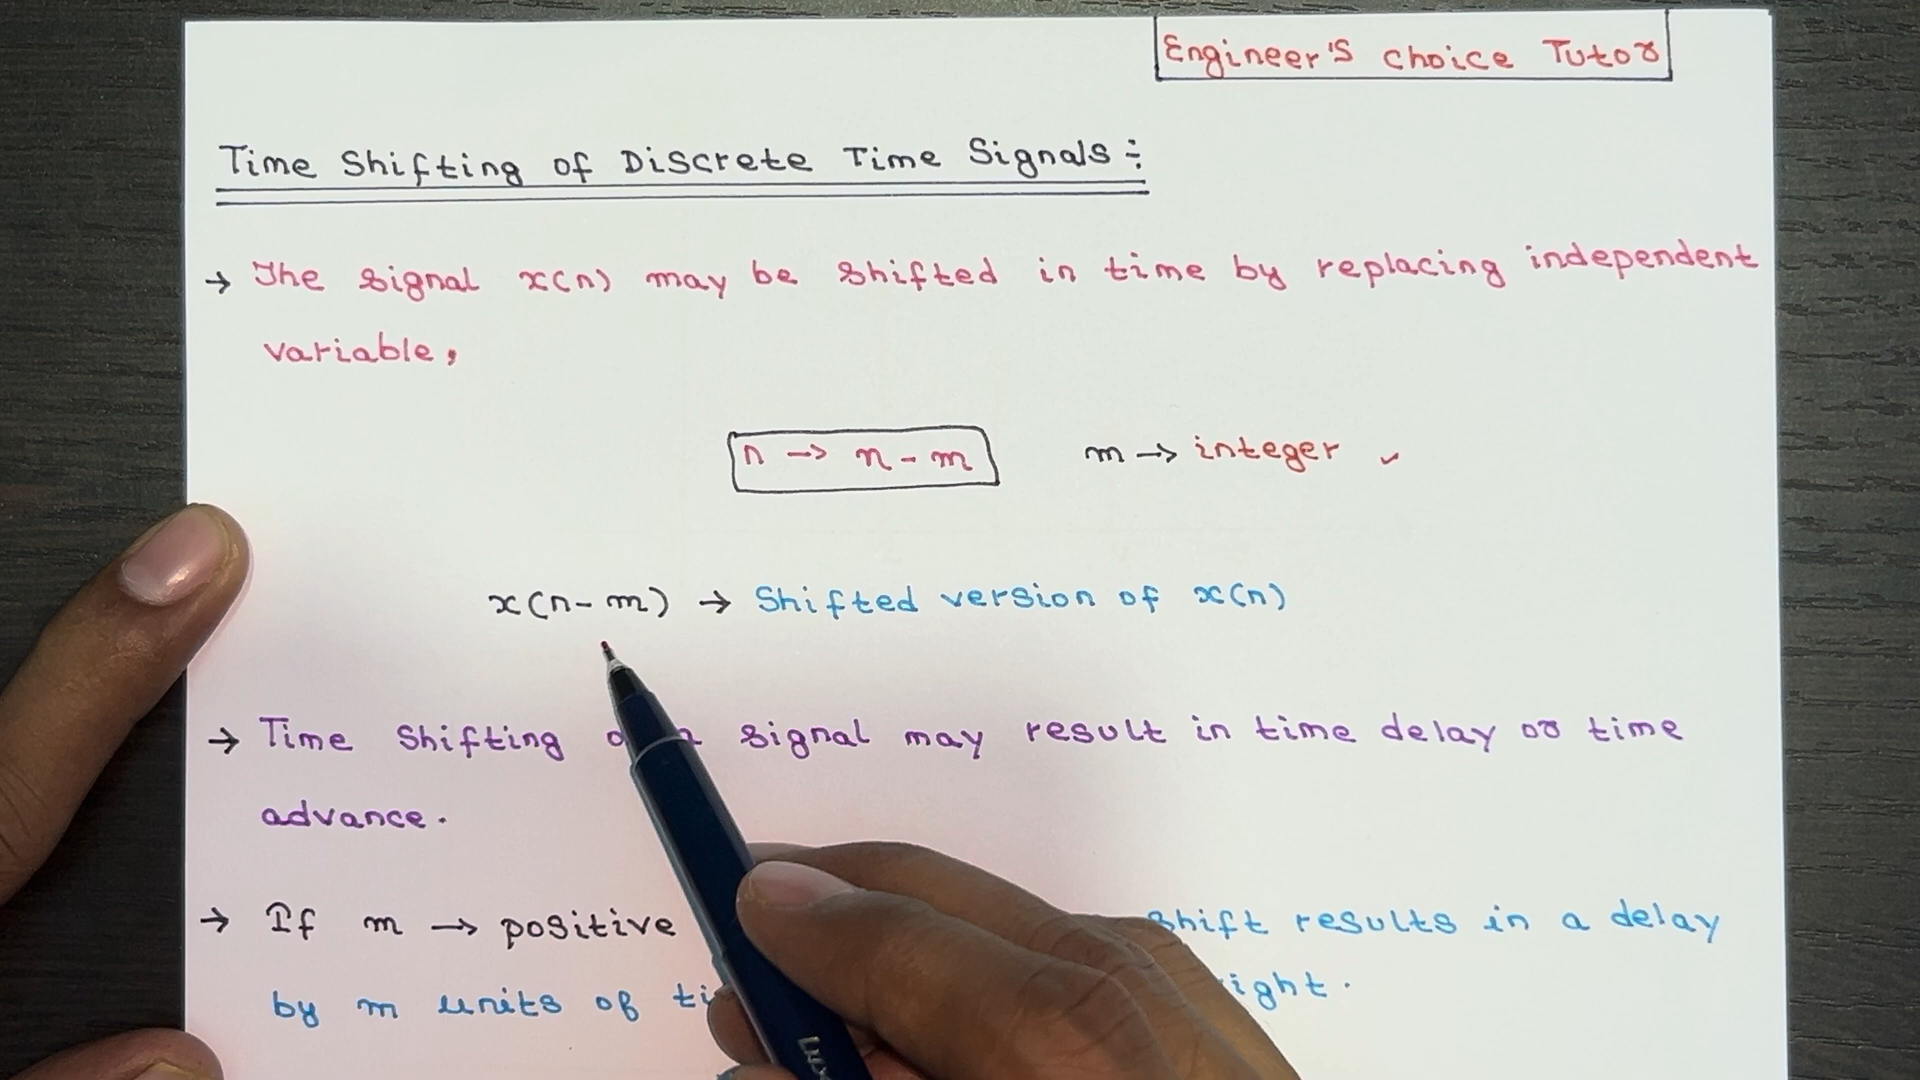 Engineer's choice Tutor
Time Shifting of Discrete Time Signals :
→ The signal x(n) may be shifted in time by replacing independent
variable,
n → n - m m → integer ✓
x(n - m) → Shifted version of x(n)
→ Time Shifting signal may result in time delay or time
advance.
→ If m → positive shift results in a delay
by m units of